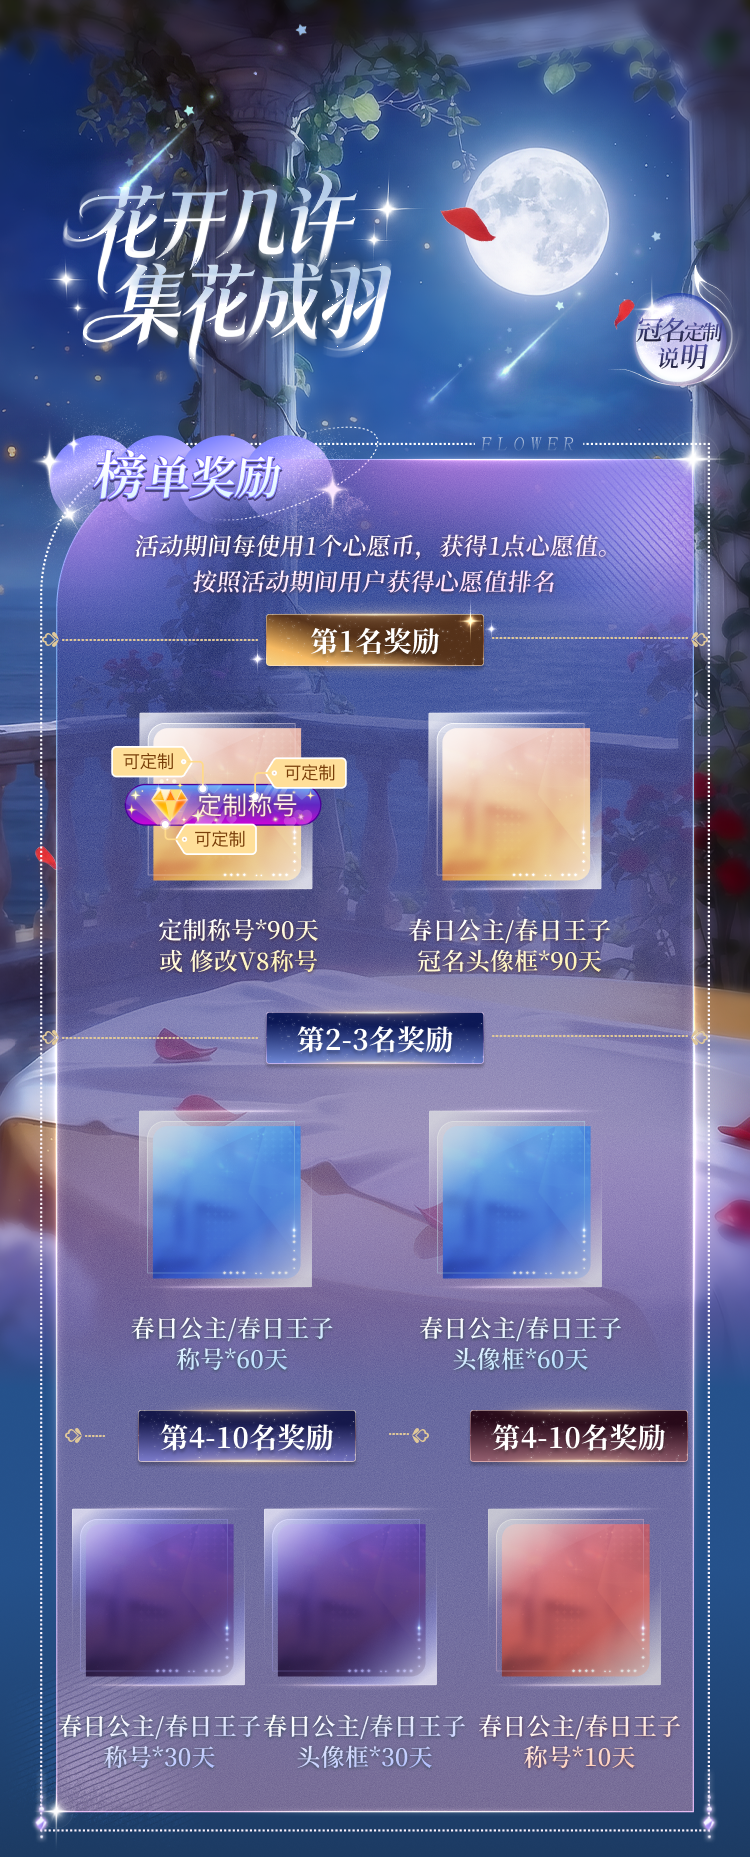 花开几许
集花成羽
冠名定制
说明
FLOWER
榜单奖励
活动期间每使用1个心愿币，获得1点心愿值。
按照活动期间用户获得心愿值排名
第1名奖励
可定制
可定制
定制称号
可定制
定制称号*90天
或 修改V8称号
春日公主/春日王子
冠名头像框*90天
第2-3名奖励
春日公主/春日王子
称号*60天
春日公主/春日王子
头像框*60天
第4-10名奖励
第4-10名奖励
春日公主/春日王子
称号*30天
春日公主/春日王子
头像框*30天
春日公主/春日王子
称号*10天